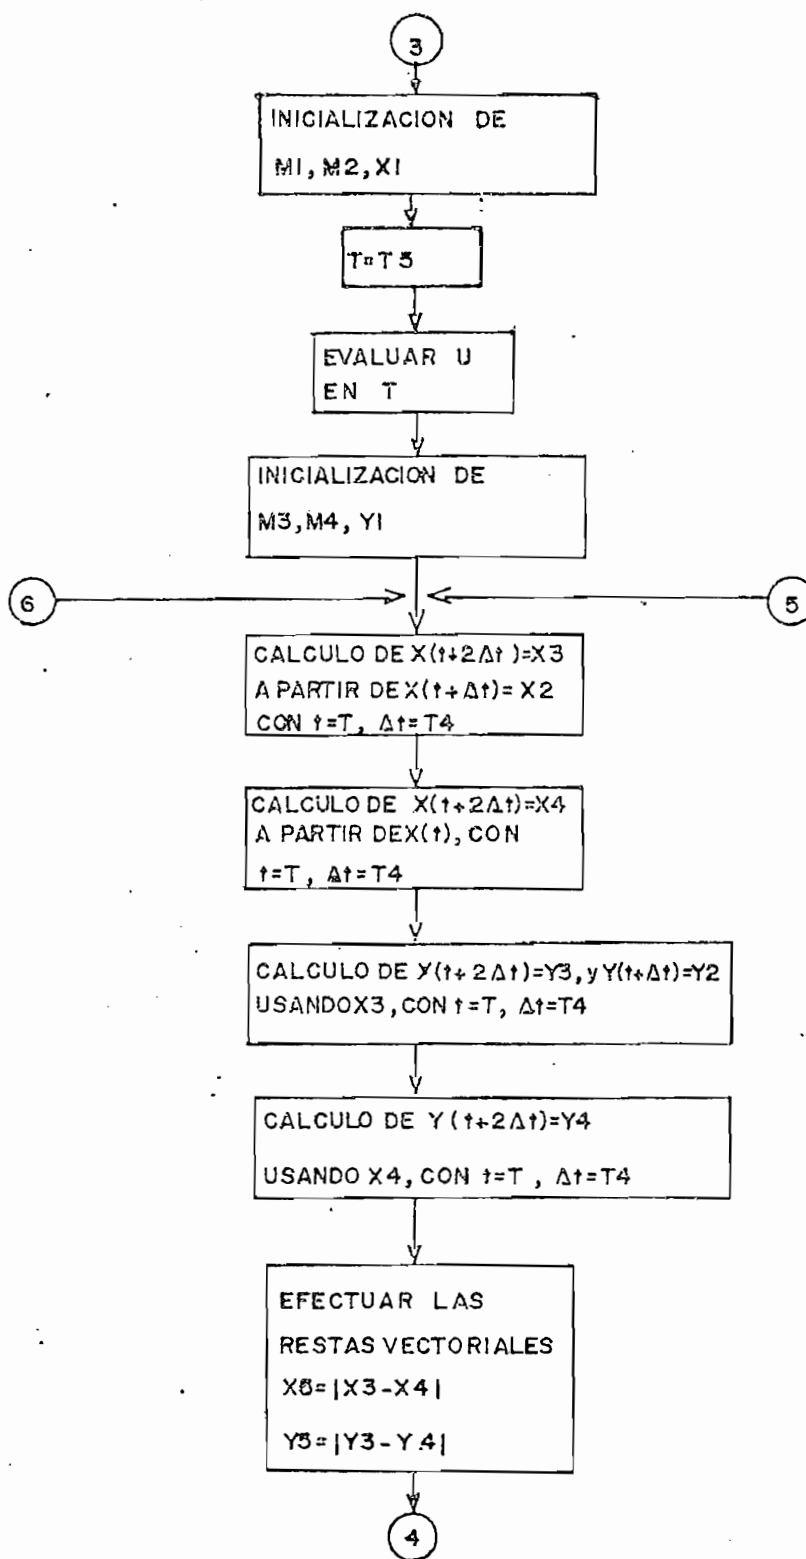 3
INICIALIZACION DE
M1, M2, X1
T=T5
EVALUAR U
EN T
INICIALIZACION DE
M3, M4, Y1
6
5
CALCULO DE X(t+2Δt)=X3
A PARTIR DE X(t+Δt)=X2
CON t=T, Δt=T4
CALCULO DE X(t+2Δt)=X4
A PARTIR DE X(t), CON
t=T, Δt=T4
CALCULO DE Y(t+2Δt)=Y3, y Y(t+Δt)=Y2
USANDO X3, CON t=T, Δt=T4
CALCULO DE Y(t+2Δt)=Y4
USANDO X4, CON t=T, Δt=T4
EFECTUAR LAS
RESTAS VECTORIALES
X5=|X3-X4|
Y5=|Y3-Y4|
4